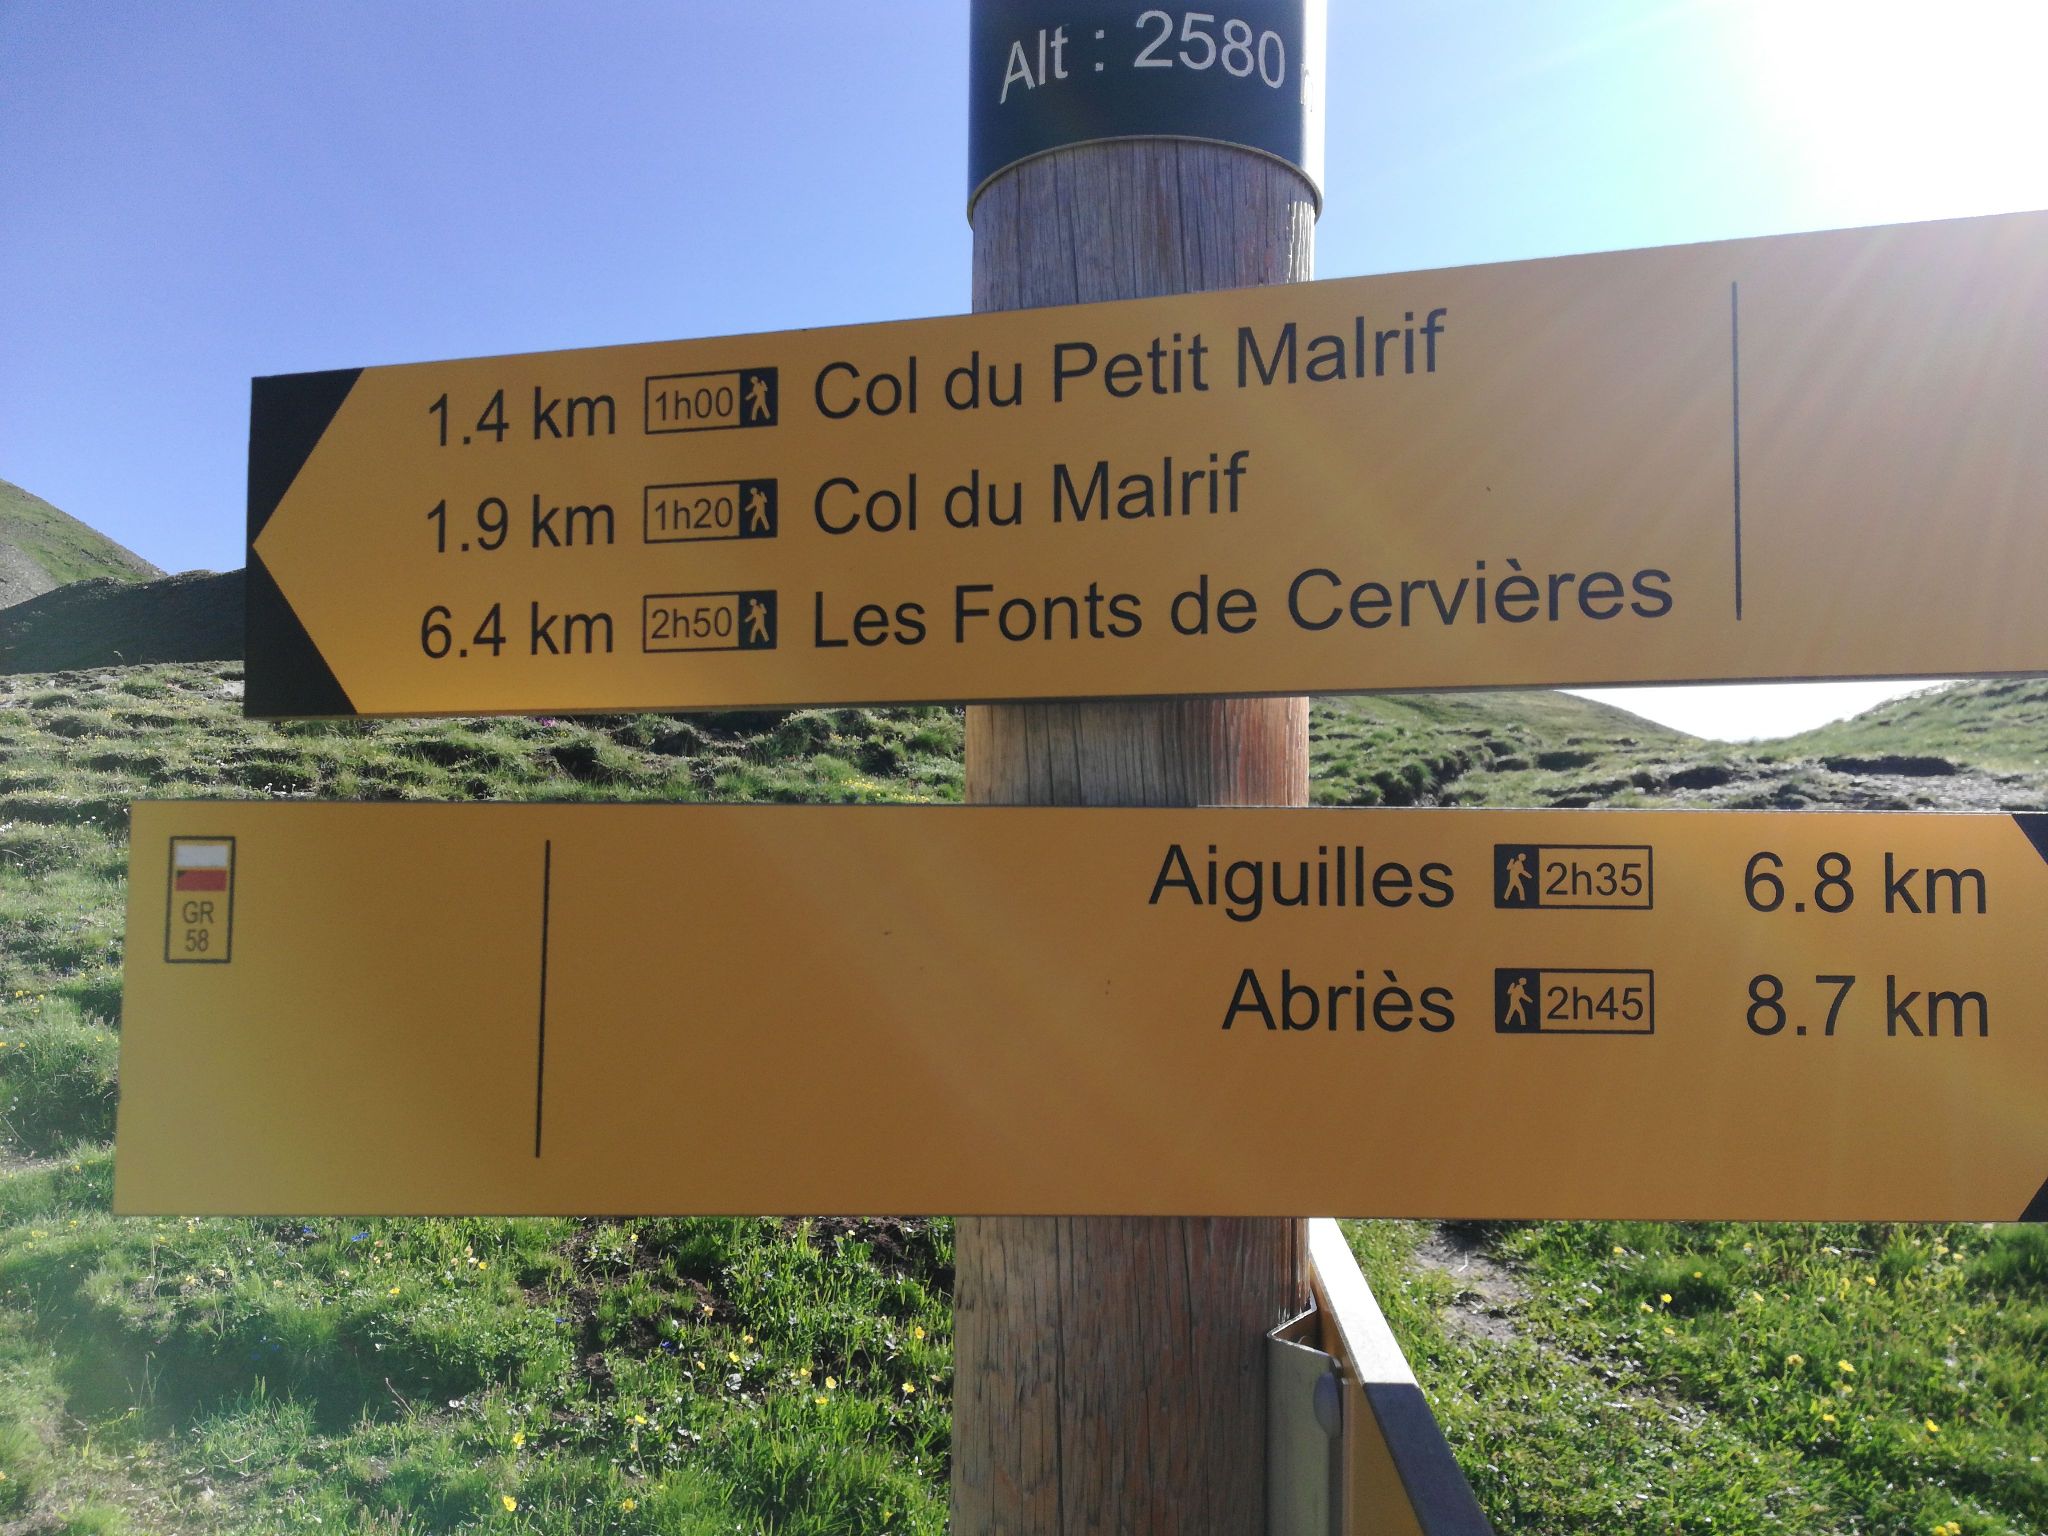 Alt : 2580 m
1.4 km 1h00 Col du Petit Malrif
1.9 km 1h20 Col du Malrif
6.4 km 2h50 Les Fonts de Cervières
GR
58
Aiguilles 2h35 6.8 km
Abriès 2h45 8.7 km